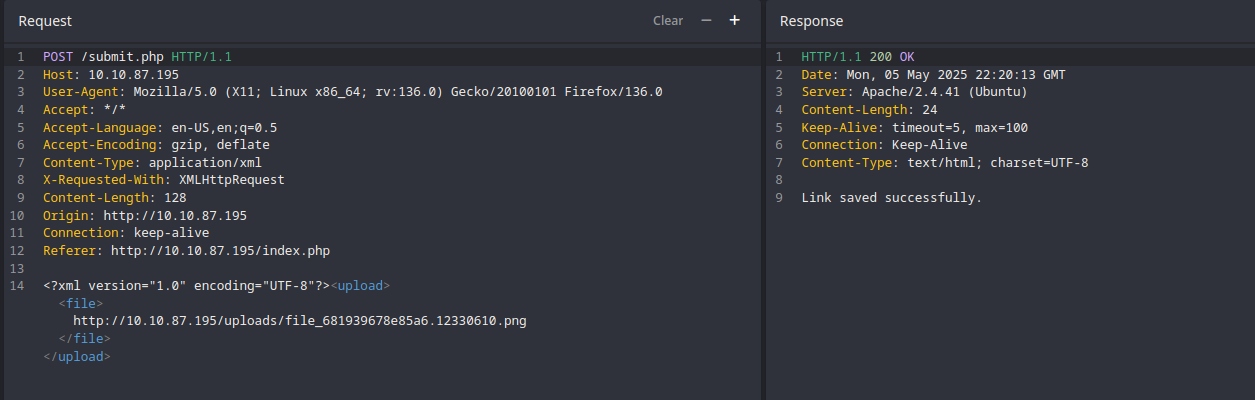 Request
Clear − +
1 POST /submit.php HTTP/1.1
2 Host: 10.10.87.195
3 User-Agent: Mozilla/5.0 (X11; Linux x86_64; rv:136.0) Gecko/20100101 Firefox/136.0
4 Accept: */*
5 Accept-Language: en-US,en;q=0.5
6 Accept-Encoding: gzip, deflate
7 Content-Type: application/xml
8 X-Requested-With: XMLHttpRequest
9 Content-Length: 128
10 Origin: http://10.10.87.195
11 Connection: keep-alive
12 Referer: http://10.10.87.195/index.php
13
14 <?xml version="1.0" encoding="UTF-8"?><upload>
<file>
http://10.10.87.195/uploads/file_681939678e85a6.12330610.png
</file>
</upload>
Response
1 HTTP/1.1 200 OK
2 Date: Mon, 05 May 2025 22:20:13 GMT
3 Server: Apache/2.4.41 (Ubuntu)
4 Content-Length: 24
5 Keep-Alive: timeout=5, max=100
6 Connection: Keep-Alive
7 Content-Type: text/html; charset=UTF-8
8
9 Link saved successfully.